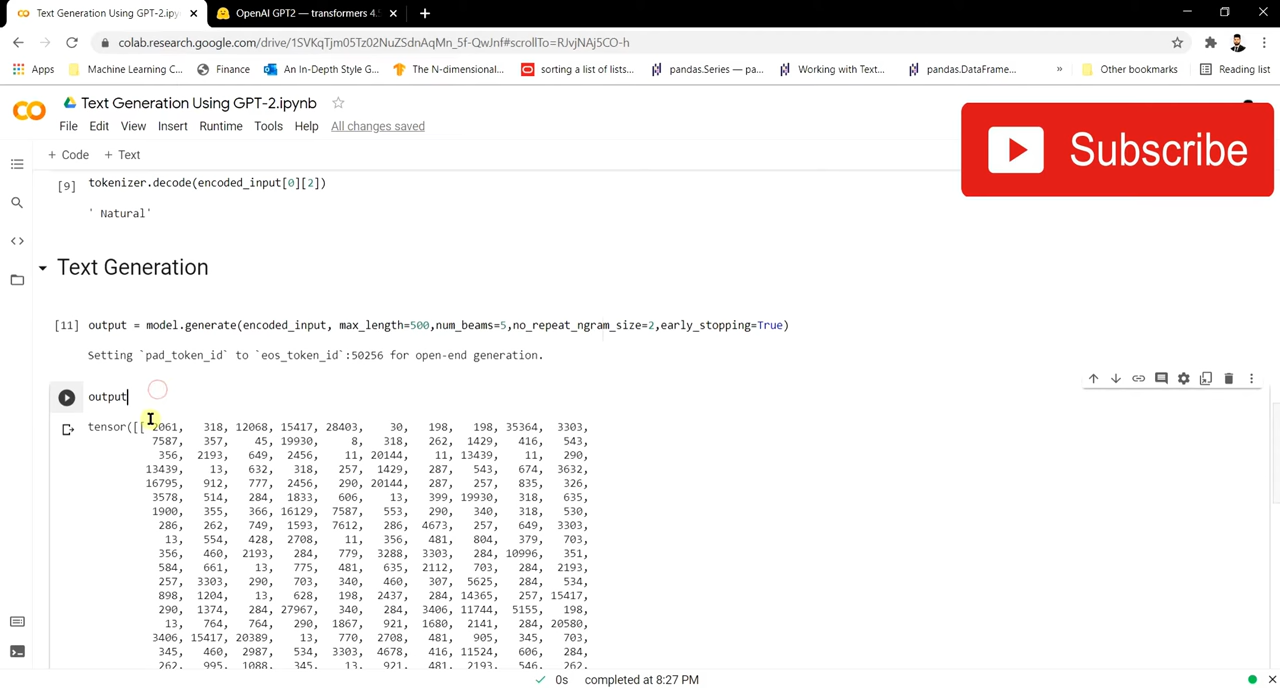 Text Generation Using GPT-2.ipy
OpenAI GPT2 — transformers 4.
colab.research.google.com/drive/1SVKqTjm05Tz02NuZSdnAqMn_5f-QwJnf#scrollTo=RJvjNAj5CO-h
Apps Machine Learning C... Finance An In-Depth Style G... The N-dimensional... sorting a list of lists... pandas.Series — pa... Working with Text... pandas.DataFrame... » Other bookmarks Reading list
Text Generation Using GPT-2.ipynb
File Edit View Insert Runtime Tools Help All changes saved
Subscribe
+ Code + Text
[9] tokenizer.decode(encoded_input[0][2])
' Natural'
Text Generation
[11] output = model.generate(encoded_input, max_length=500,num_beams=5,no_repeat_ngram_size=2,early_stopping=True)
Setting `pad_token_id` to `eos_token_id`:50256 for open-end generation.
output
tensor([[ 2061, 318, 12068, 15417, 28403, 30, 198, 198, 35364, 3303,
7587, 357, 45, 19930, 8, 318, 262, 1429, 416, 543,
356, 2193, 649, 2456, 11, 20144, 11, 13439, 11, 290,
13439, 13, 632, 318, 257, 1429, 287, 543, 674, 3632,
16795, 912, 777, 2456, 290, 20144, 287, 257, 835, 326,
3578, 514, 284, 1833, 606, 13, 399, 19930, 318, 635,
1900, 355, 366, 16129, 7587, 553, 290, 340, 318, 530,
286, 262, 749, 1593, 7612, 286, 4673, 257, 649, 3303,
13, 554, 428, 2708, 11, 356, 481, 804, 379, 703,
356, 460, 2193, 284, 779, 3288, 3303, 284, 10996, 351,
584, 661, 13, 775, 481, 635, 2112, 703, 284, 2193,
257, 3303, 290, 703, 340, 460, 307, 5625, 284, 534,
898, 1204, 13, 628, 198, 2437, 284, 14365, 257, 15417,
290, 1374, 284, 27967, 340, 284, 3406, 11744, 5155, 198,
13, 764, 764, 290, 1867, 921, 1680, 2141, 284, 20580,
3406, 15417, 20389, 13, 770, 2708, 481, 905, 345, 703,
345, 460, 2987, 534, 3303, 4678, 416, 11524, 606, 284,
262, 995, 1088, 345, 13, 921, 481, 2193, 546, 262,
0s completed at 8:27 PM